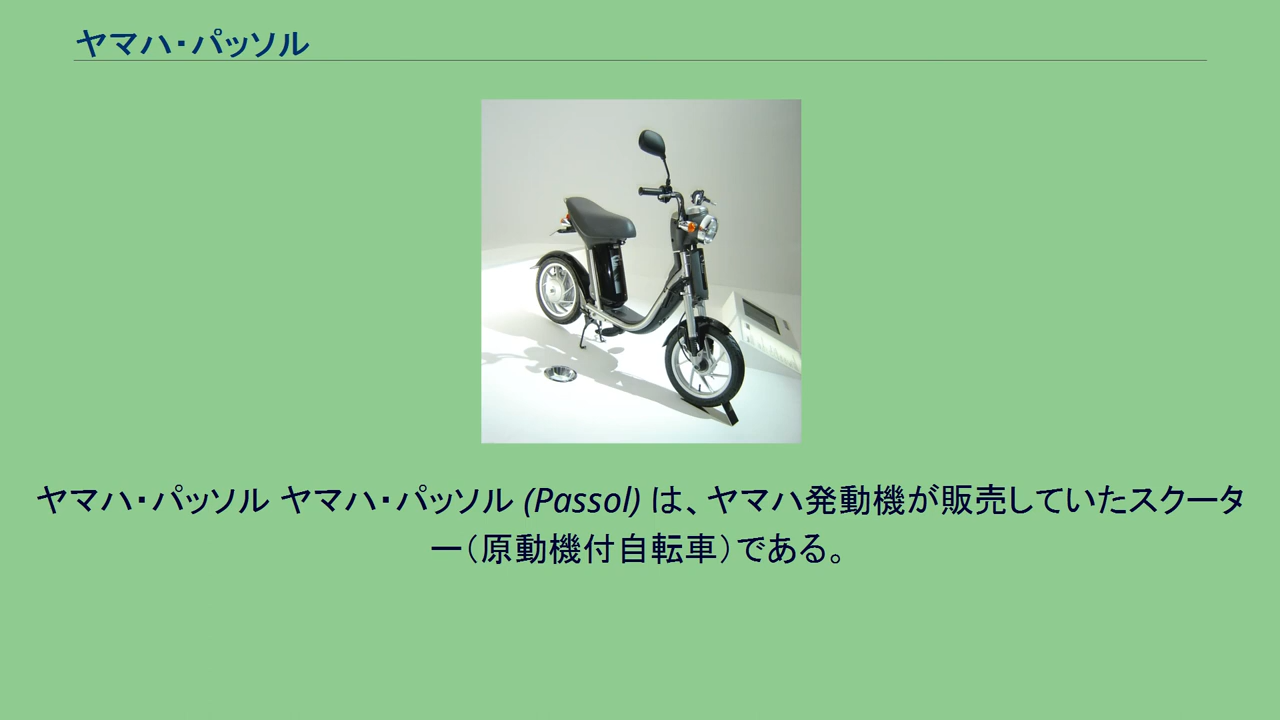 ヤマハ・パッソル
ヤマハ・パッソル ヤマハ・パッソル (Passol) は、ヤマハ発動機が販売していたスクータ
ー（原動機付自転車）である。